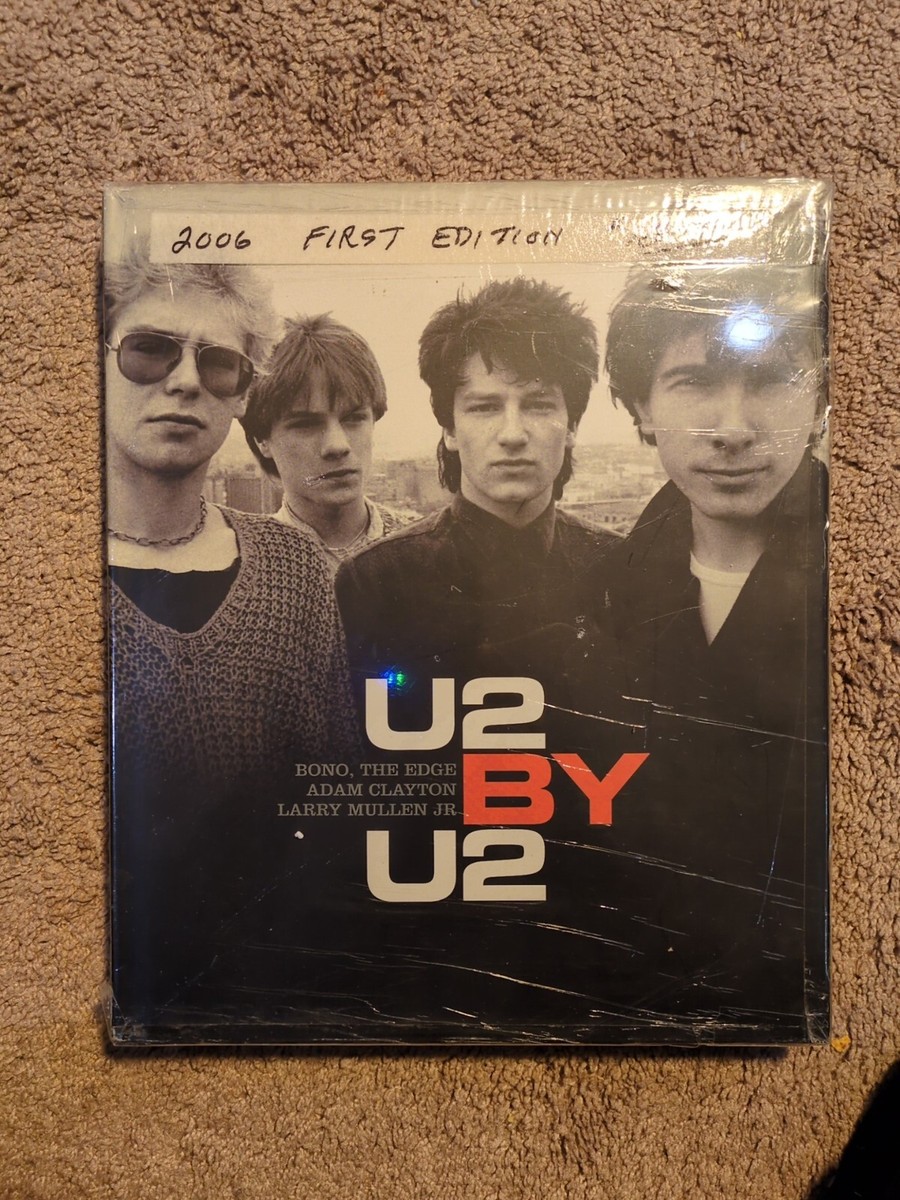 2006 FIRST EDITION
U2
BONO, THE EDGE
ADAM CLAYTON
LARRY MULLEN JR
BY
U2